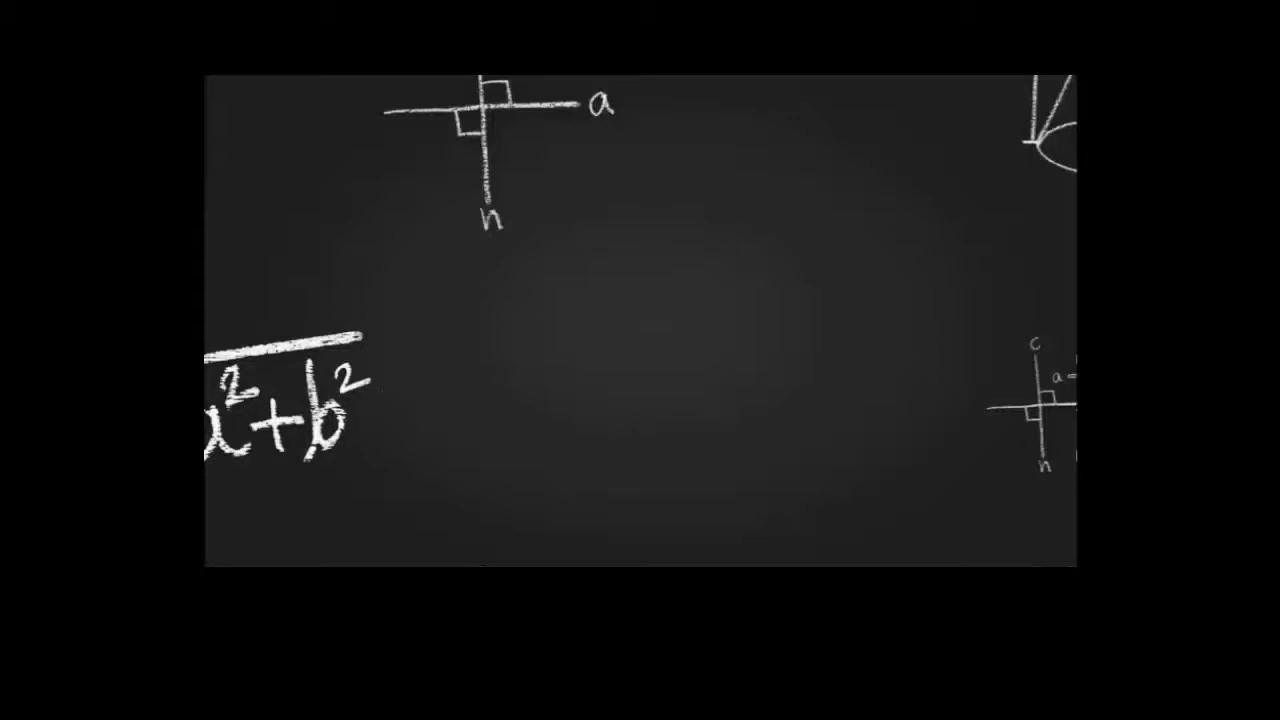 a
n
c
a =
a²+b²
n